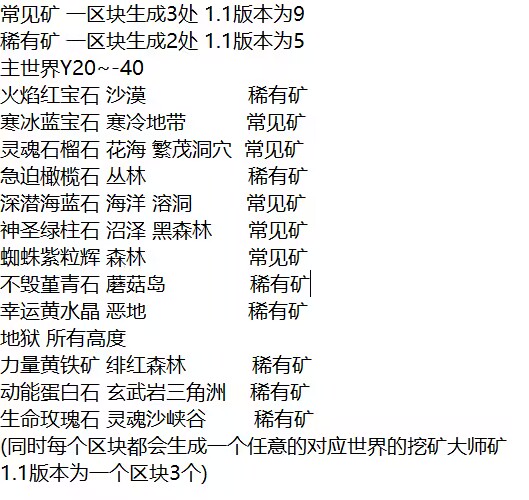 常见矿 一区块生成3处 1.1版本为9
稀有矿 一区块生成2处 1.1版本为5
主世界Y20~-40
火焰红宝石 沙漠 稀有矿
寒冰蓝宝石 寒冷地带 常见矿
灵魂石榴石 花海 繁茂洞穴 常见矿
急迫橄榄石 丛林 稀有矿
深潜海蓝石 海洋 溶洞 常见矿
神圣绿柱石 沼泽 黑森林 常见矿
蜘蛛紫粒辉 森林 常见矿
不毁堇青石 蘑菇岛 稀有矿
幸运黄水晶 恶地 稀有矿
地狱 所有高度
力量黄铁矿 绯红森林 稀有矿
动能蛋白石 玄武岩三角洲 稀有矿
生命玫瑰石 灵魂沙峡谷 稀有矿
(同时每个区块都会生成一个任意的对应世界的挖矿大师矿
1.1版本为一个区块3个)